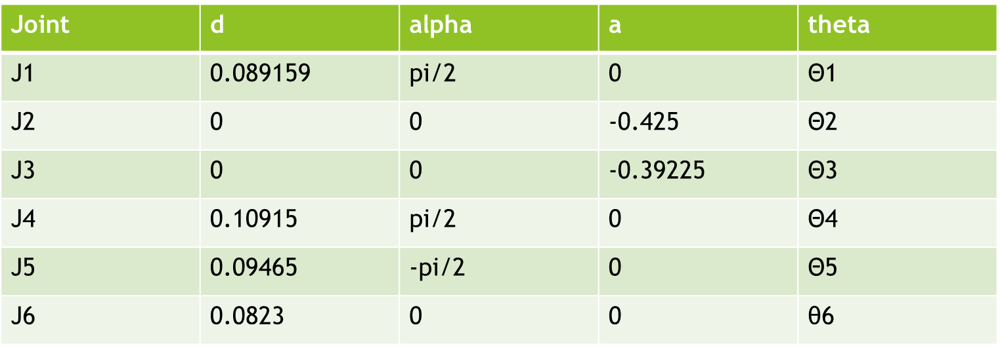 Joint d alpha a theta
J1 0.089159 pi/2 0 Θ1
J2 0 0 -0.425 Θ2
J3 0 0 -0.39225 Θ3
J4 0.10915 pi/2 0 Θ4
J5 0.09465 -pi/2 0 Θ5
J6 0.0823 0 0 θ6